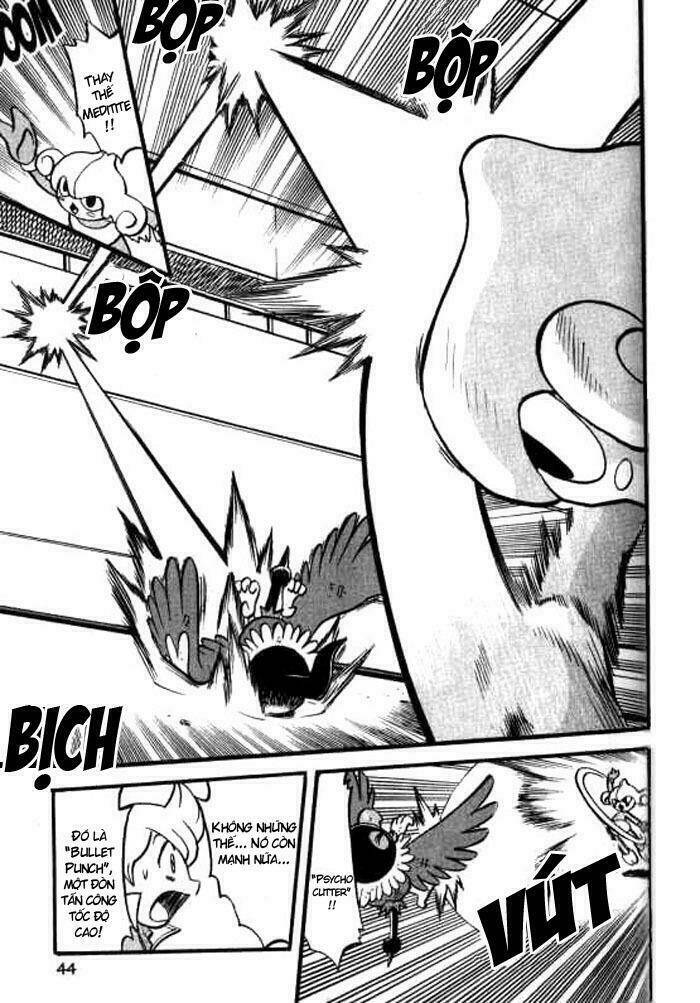 BỘP
BỘP
OOM
THAY
THẾ
MEDITITE
!!
BỘP
BỊCH
"PSYCHO
CUTTER"
!!
VÚT
KHÔNG NHỮNG
THẾ... NÓ CÒN
MẠNH NỮA...
ĐÓ LÀ
"BULLET
PUNCH",
MỘT ĐÒN
TẤN CÔNG
TỐC ĐỘ
CAO!
44